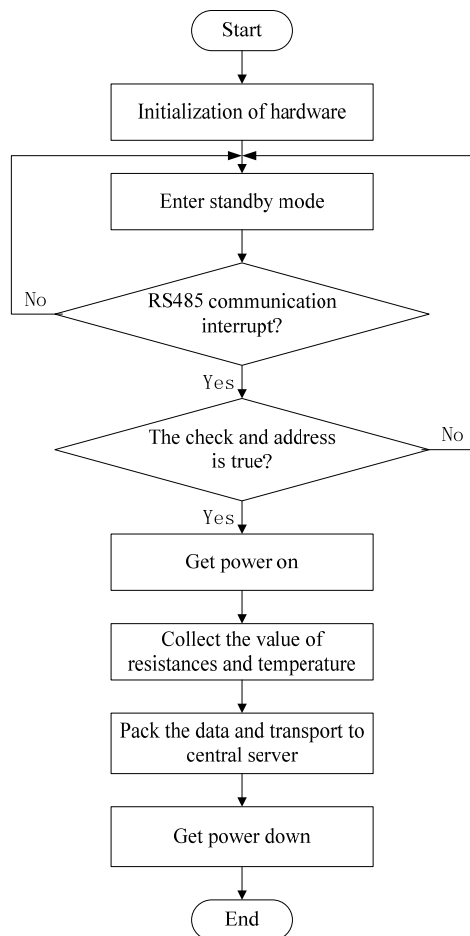 Start
Initialization of hardware
Enter standby mode
RS485 communication
interrupt?
No
Yes
The check and address
is true?
No
Yes
Get power on
Collect the value of
resistances and temperature
Pack the data and transport to
central server
Get power down
End